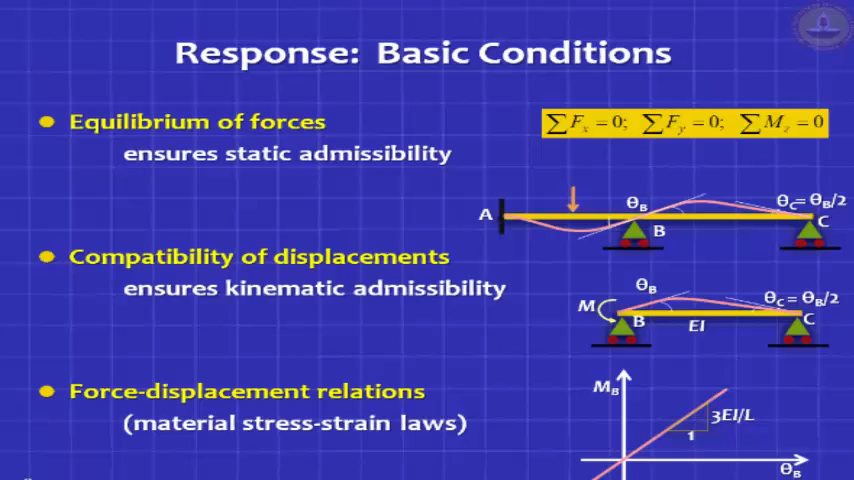 Response: Basic Conditions
Equilibrium of forces
∑Fx = 0; ∑Fy = 0; ∑Mz = 0
ensures static admissibility
A
θB
θC= θB/2
B
C
Compatibility of displacements
ensures kinematic admissibility
θB
M
θC = θB/2
B
EI
C
Force-displacement relations
(material stress-strain laws)
MB
3EI/L
1
θB